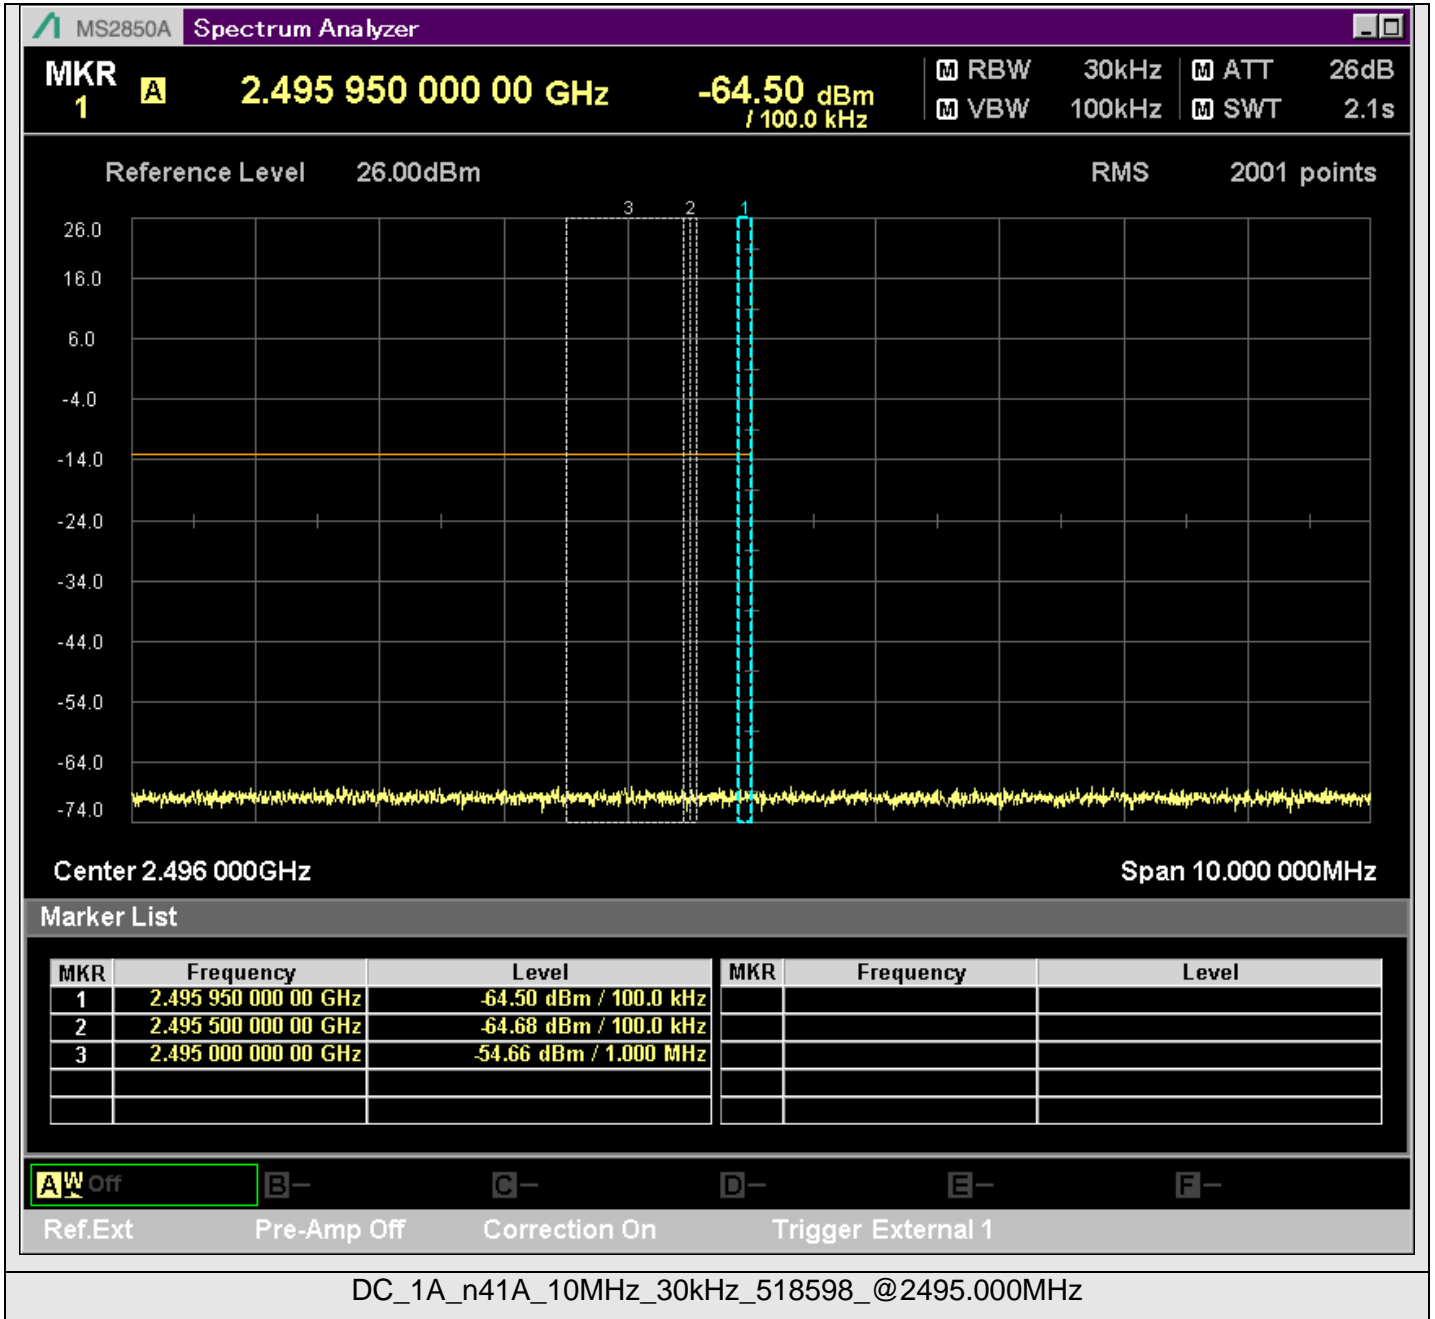 MS2850A Spectrum Analyzer
MKR 1 A 2.495 950 000 00 GHz -64.50 dBm / 100.0 kHz
M RBW 30kHz M ATT 26dB
M VBW 100kHz M SWT 2.1s
Reference Level 26.00dBm RMS 2001 points
3 2 1
26.0
16.0
6.0
-4.0
-14.0
-24.0
-34.0
-44.0
-54.0
-64.0
-74.0
Center 2.496 000GHz Span 10.000 000MHz
Marker List
MKR Frequency Level MKR Frequency Level
1 2.495 950 000 00 GHz -64.50 dBm / 100.0 kHz
2 2.495 500 000 00 GHz -64.68 dBm / 100.0 kHz
3 2.495 000 000 00 GHz -54.66 dBm / 1.000 MHz
A W Off B- C- D- E- F-
Ref.Ext Pre-Amp Off Correction On Trigger External 1
DC_1A_n41A_10MHz_30kHz_518598_@2495.000MHz